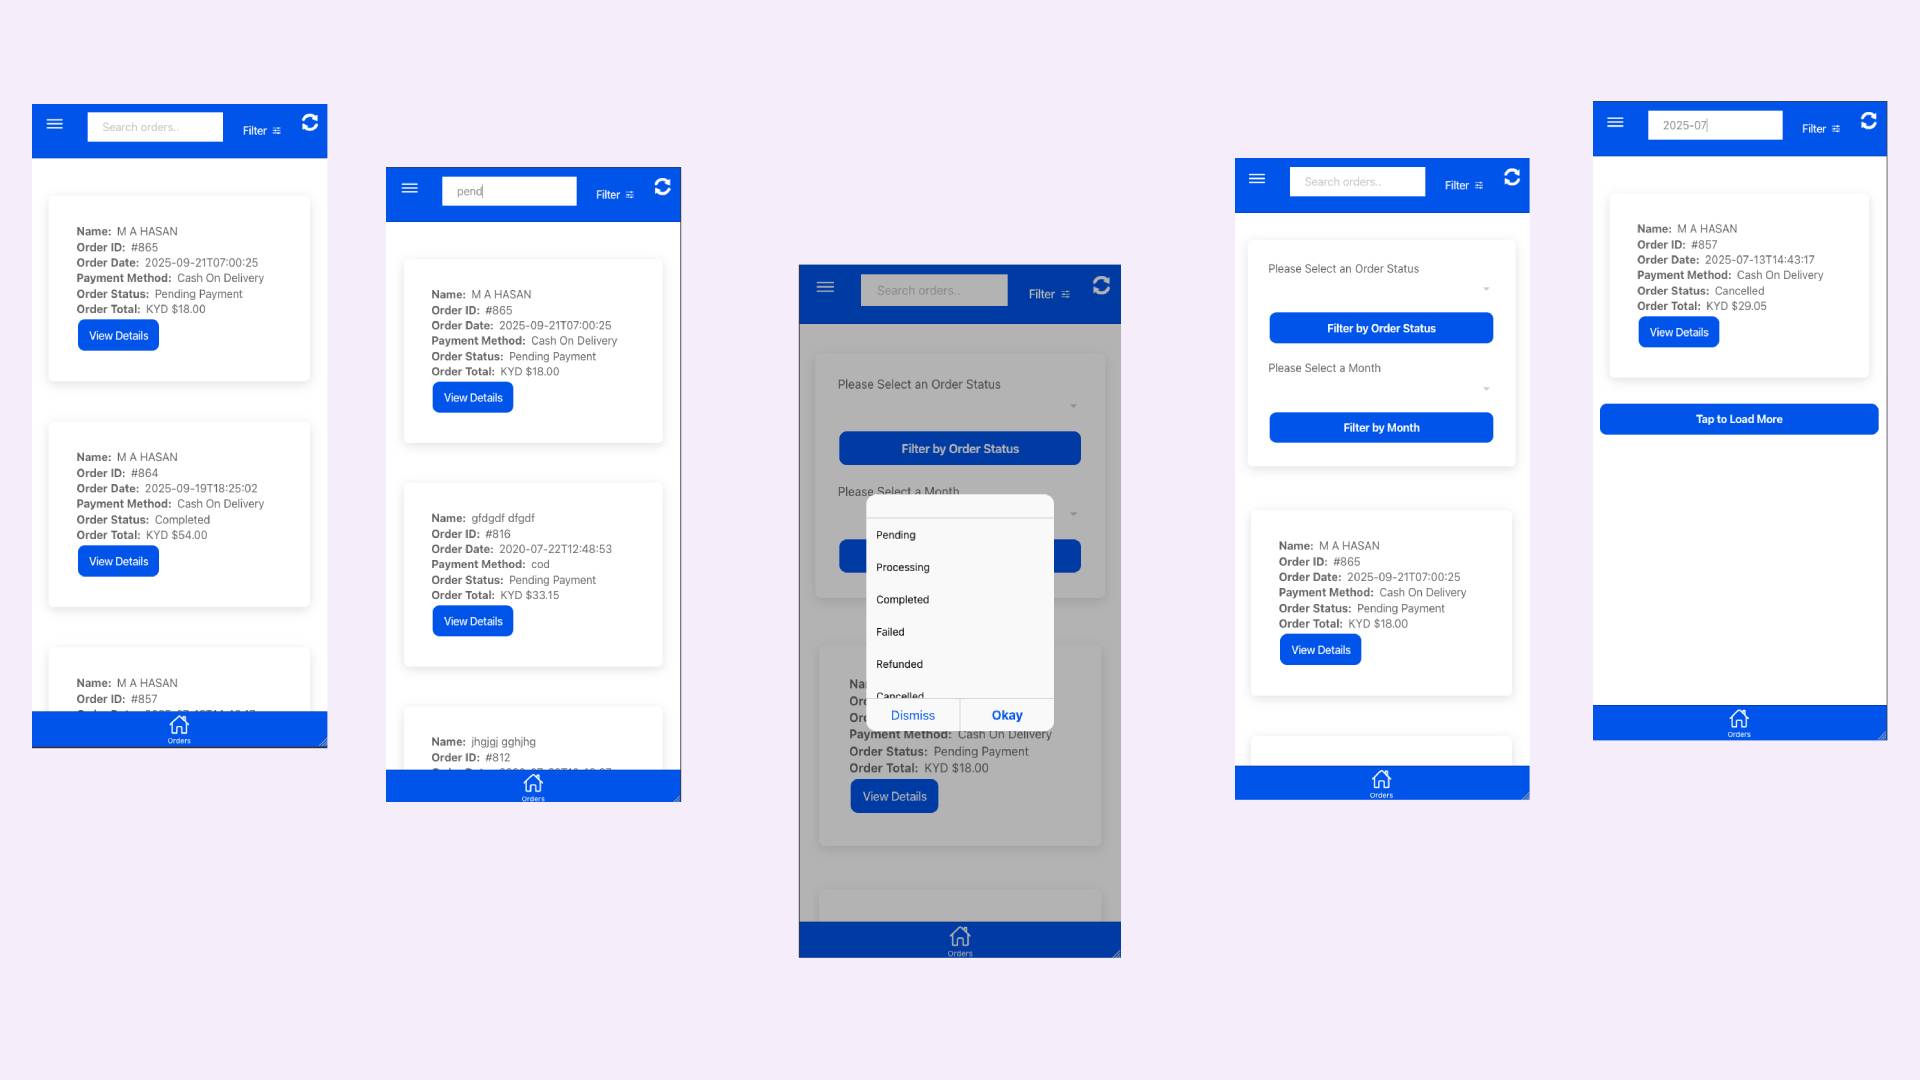 Search orders..
Filter
Name: M A HASAN
Order ID: #865
Order Date: 2025-09-21T07:00:25
Payment Method: Cash On Delivery
Order Status: Pending Payment
Order Total: KYD $18.00
View Details
Name: M A HASAN
Order ID: #864
Order Date: 2025-09-19T18:25:02
Payment Method: Cash On Delivery
Order Status: Completed
Order Total: KYD $54.00
View Details
Name: M A HASAN
Order ID: #857
Orders
pend
Filter
Name: M A HASAN
Order ID: #865
Order Date: 2025-09-21T07:00:25
Payment Method: Cash On Delivery
Order Status: Pending Payment
Order Total: KYD $18.00
View Details
Name: gfdgdf dfgdf
Order ID: #816
Order Date: 2020-07-22T12:48:53
Payment Method: cod
Order Status: Pending Payment
Order Total: KYD $33.15
View Details
Name: jhgjgj gghjhg
Order ID: #812
Orders
Search orders..
Filter
Please Select an Order Status
Filter by Order Status
Please Select a Month
Pending
Processing
Completed
Failed
Refunded
Cancelled
Dismiss
Okay
Payment Method: Cash On Delivery
Order Status: Pending Payment
Order Total: KYD $18.00
View Details
Orders
Search orders..
Filter
Please Select an Order Status
Filter by Order Status
Please Select a Month
Filter by Month
Name: M A HASAN
Order ID: #865
Order Date: 2025-09-21T07:00:25
Payment Method: Cash On Delivery
Order Status: Pending Payment
Order Total: KYD $18.00
View Details
Orders
2025-07
Filter
Name: M A HASAN
Order ID: #857
Order Date: 2025-07-13T14:43:17
Payment Method: Cash On Delivery
Order Status: Cancelled
Order Total: KYD $29.05
View Details
Tap to Load More
Orders